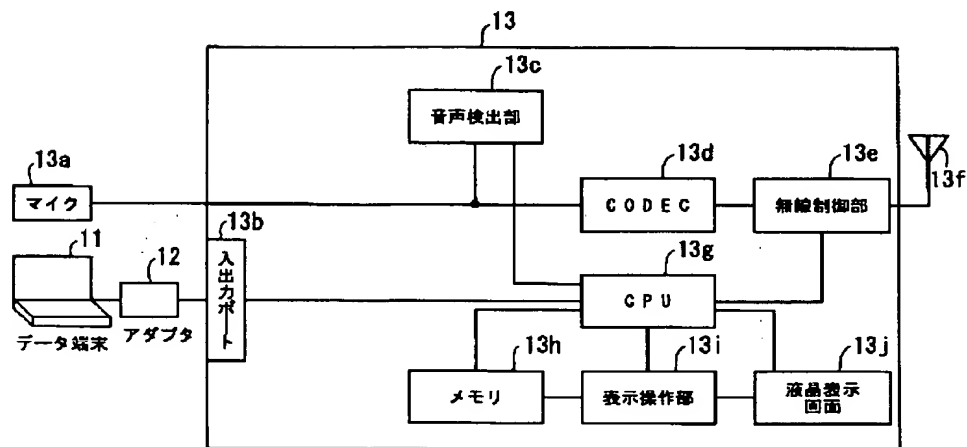 13
13c
音声検出部
13a
マイク
13d
CODEC
13e
無線制御部
13f
13b
入出力ポート
11
データ端末
12
アダプタ
13g
CPU
13h
メモリ
13i
表示操作部
13j
液晶表示
画面